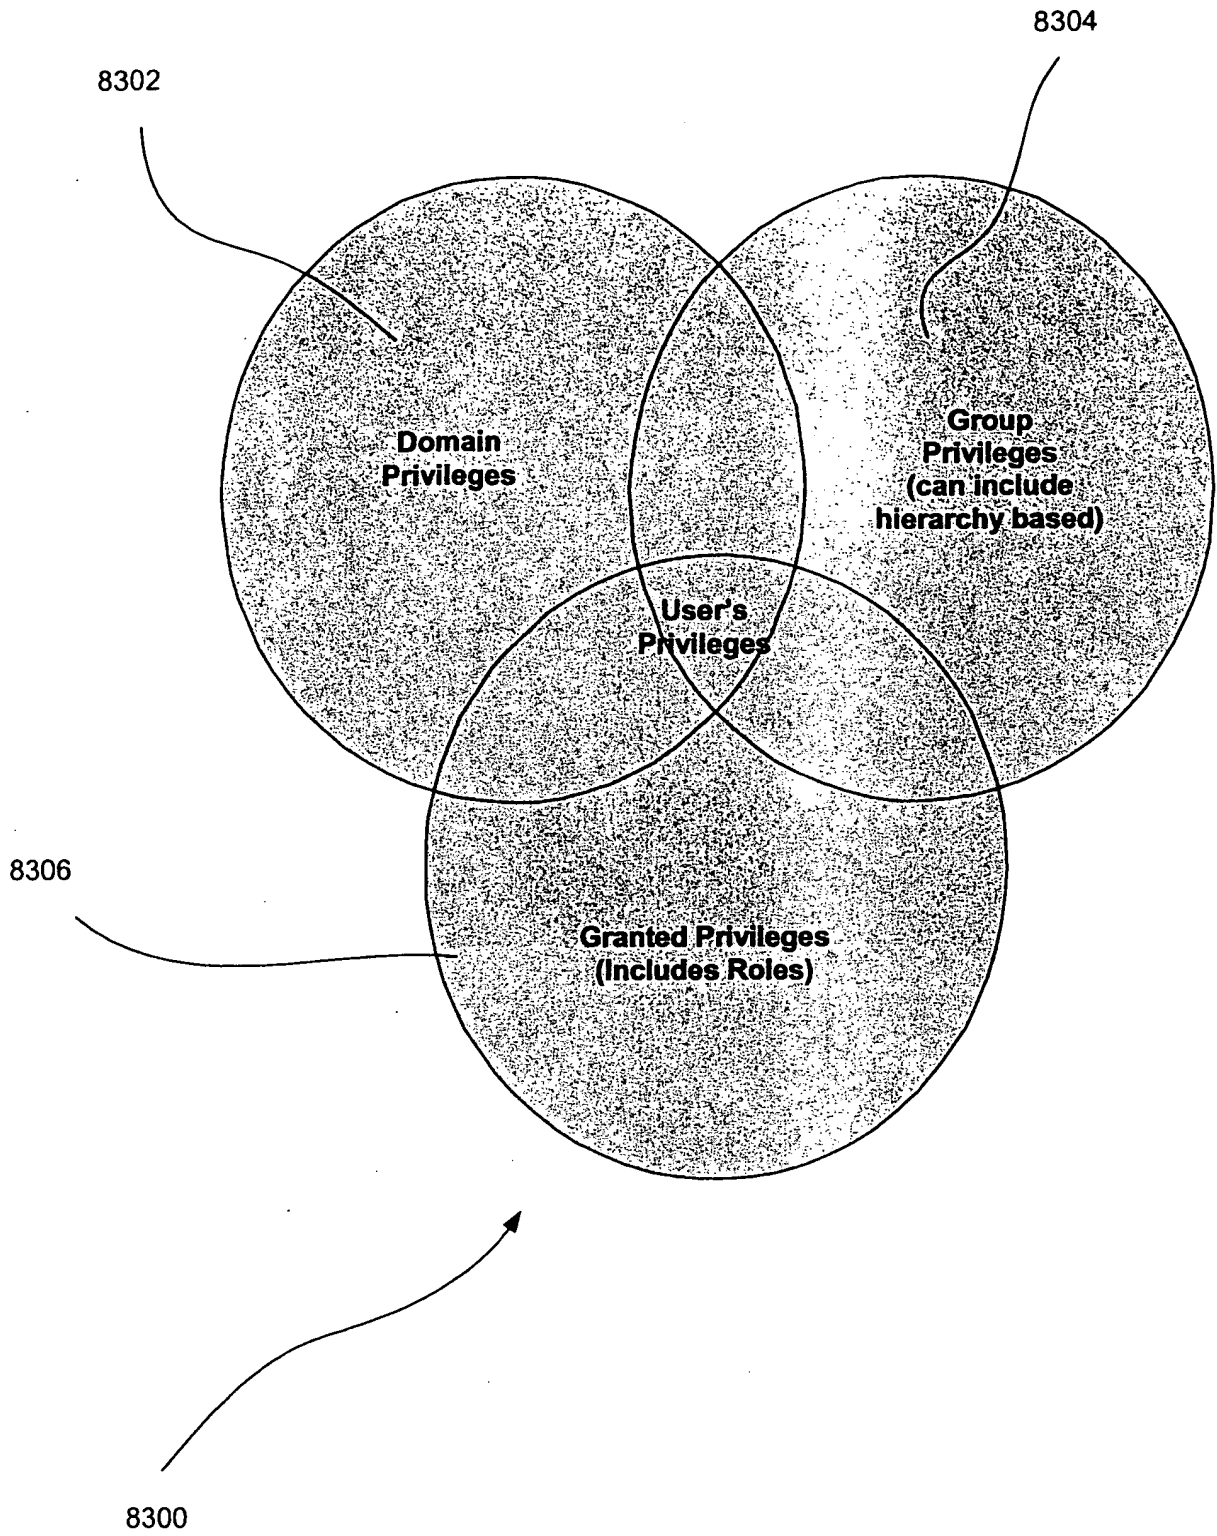 8304
8302
Domain
Privileges
Group
Privileges
(can include
hierarchy based)
User's
Privileges
8306
Granted Privileges
(Includes Roles)
8300